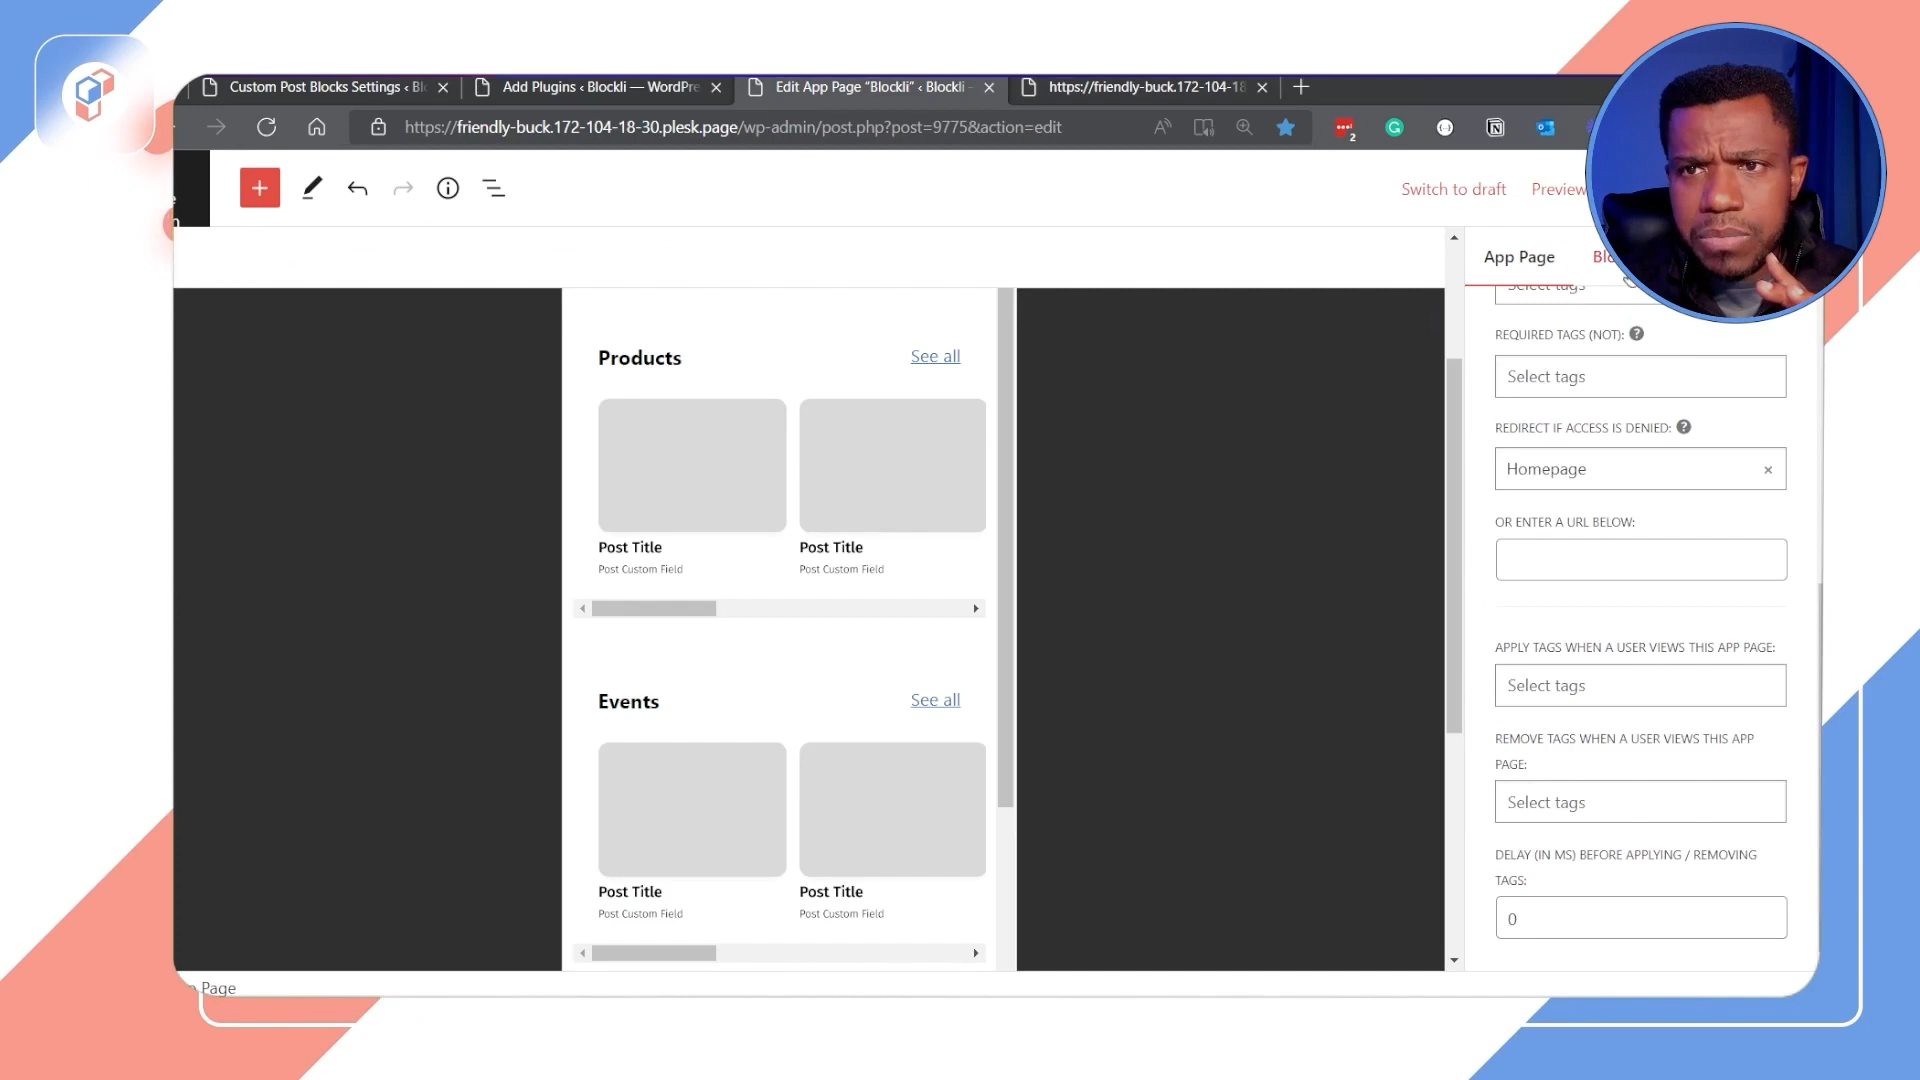 Custom Post Blocks Settings ‹ Bl
Add Plugins ‹ Blockli — WordPre
Edit App Page “Blockli” ‹ Blockli -
https://friendly-buck.172-104-18
https://friendly-buck.172-104-18-30.plesk.page/wp-admin/post.php?post=9775&action=edit
2
Switch to draft
Preview
App Page
Blo
Select tags
REQUIRED TAGS (NOT):
Select tags
REDIRECT IF ACCESS IS DENIED:
Homepage
OR ENTER A URL BELOW:
APPLY TAGS WHEN A USER VIEWS THIS APP PAGE:
Select tags
REMOVE TAGS WHEN A USER VIEWS THIS APP
PAGE:
Select tags
DELAY (IN MS) BEFORE APPLYING / REMOVING
TAGS:
0
Products
See all
Post Title
Post Custom Field
Post Title
Post Custom Field
Events
See all
Post Title
Post Custom Field
Post Title
Post Custom Field
Page